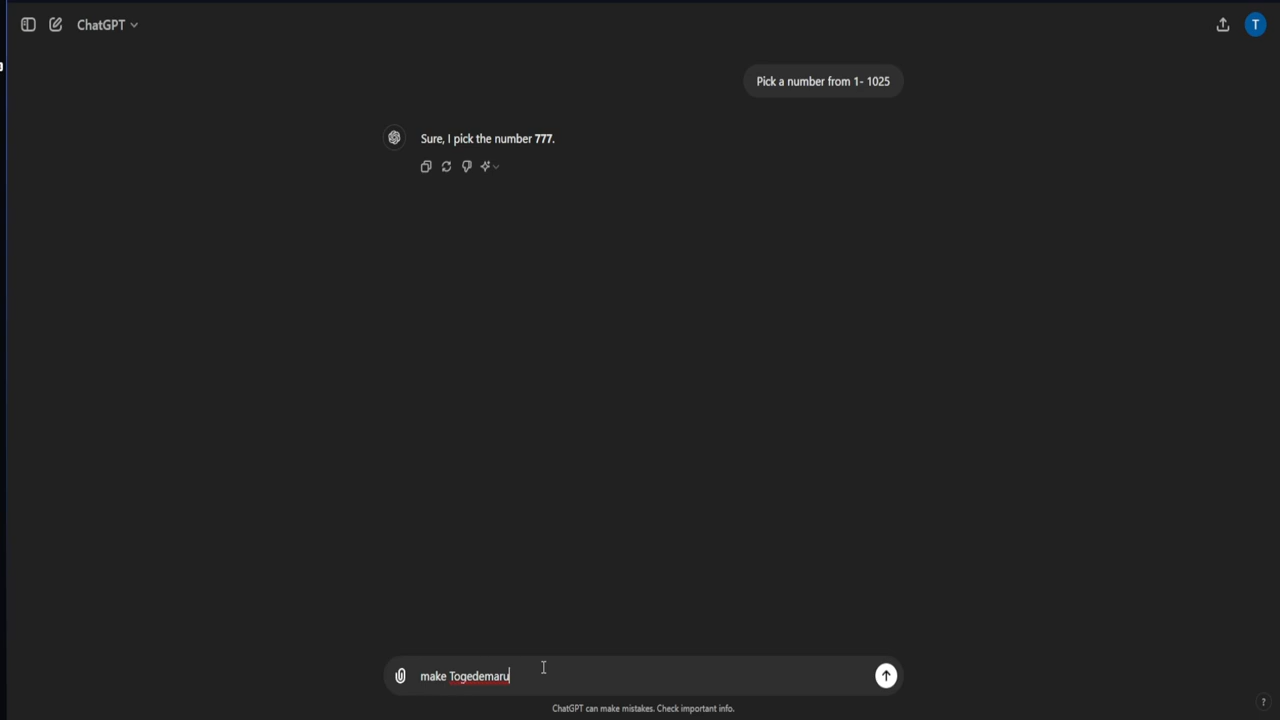 ChatGPT
T
Pick a number from 1- 1025
Sure, I pick the number 777.
make Togedemaru
ChatGPT can make mistakes. Check important info.
?